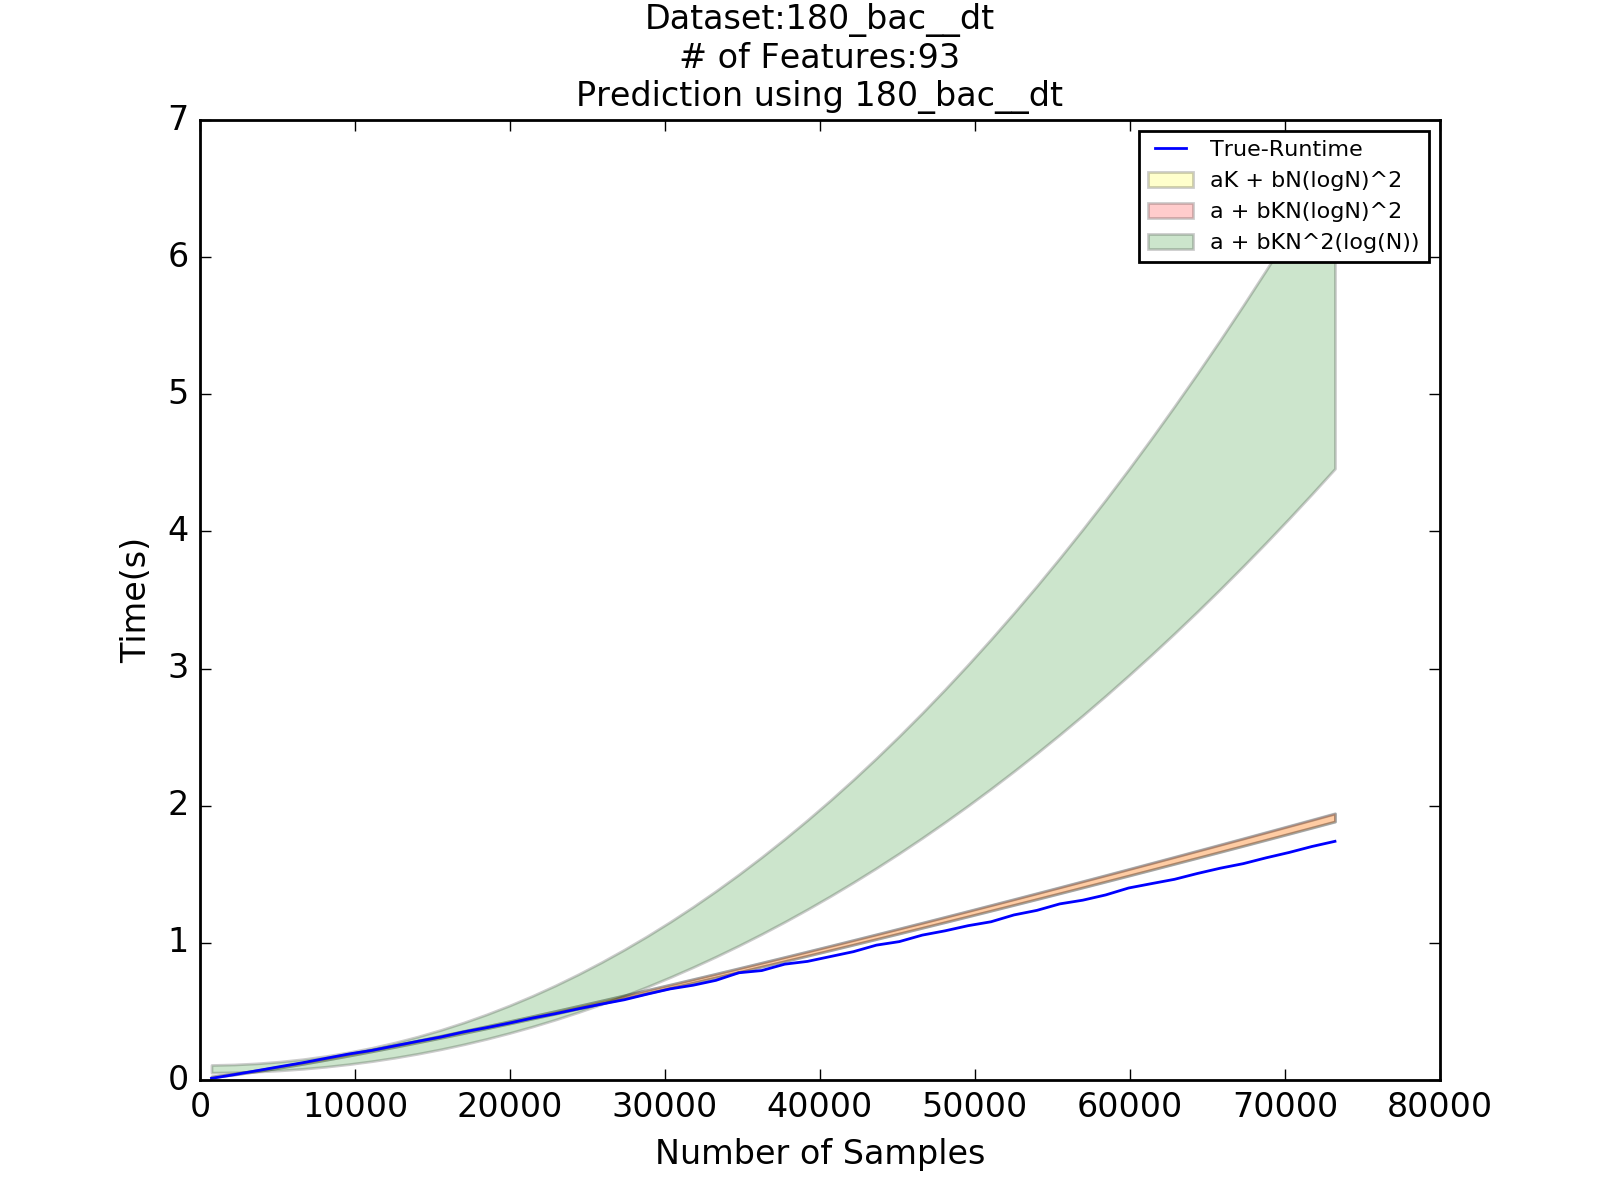 Dataset:180_bac__dt
# of Features:93
Prediction using 180_bac__dt
7
6
5
4
3
2
1
0
Time(s)
True-Runtime
aK + bN(logN)^2
a + bKN(logN)^2
a + bKN^2(log(N))
0 10000 20000 30000 40000 50000 60000 70000 80000
Number of Samples